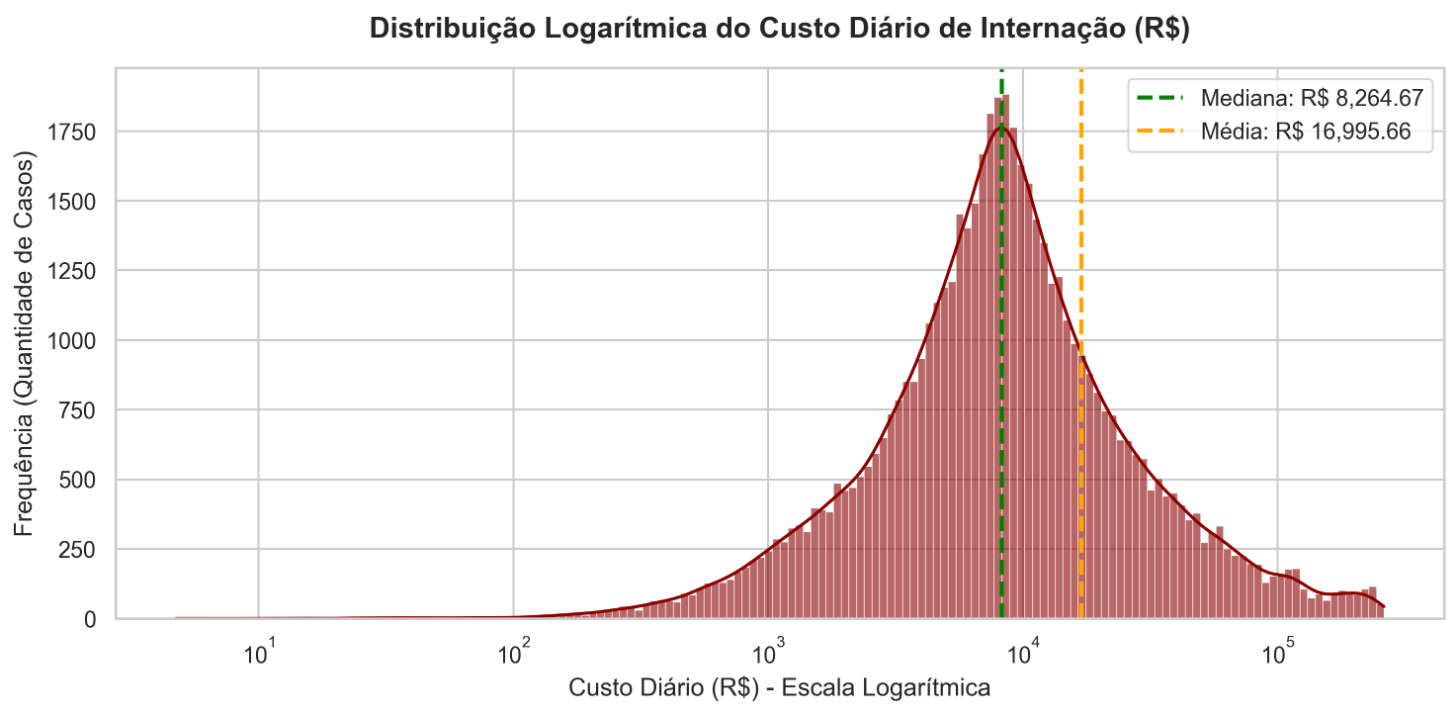 Distribuição Logarítmica do Custo Diário de Internação (R$)
Mediana: R$ 8,264.67
Média: R$ 16,995.66
Frequência (Quantidade de Casos)
1750
1500
1250
1000
750
500
250
0
10¹ 10² 10³ 10⁴ 10⁵
Custo Diário (R$) - Escala Logarítmica